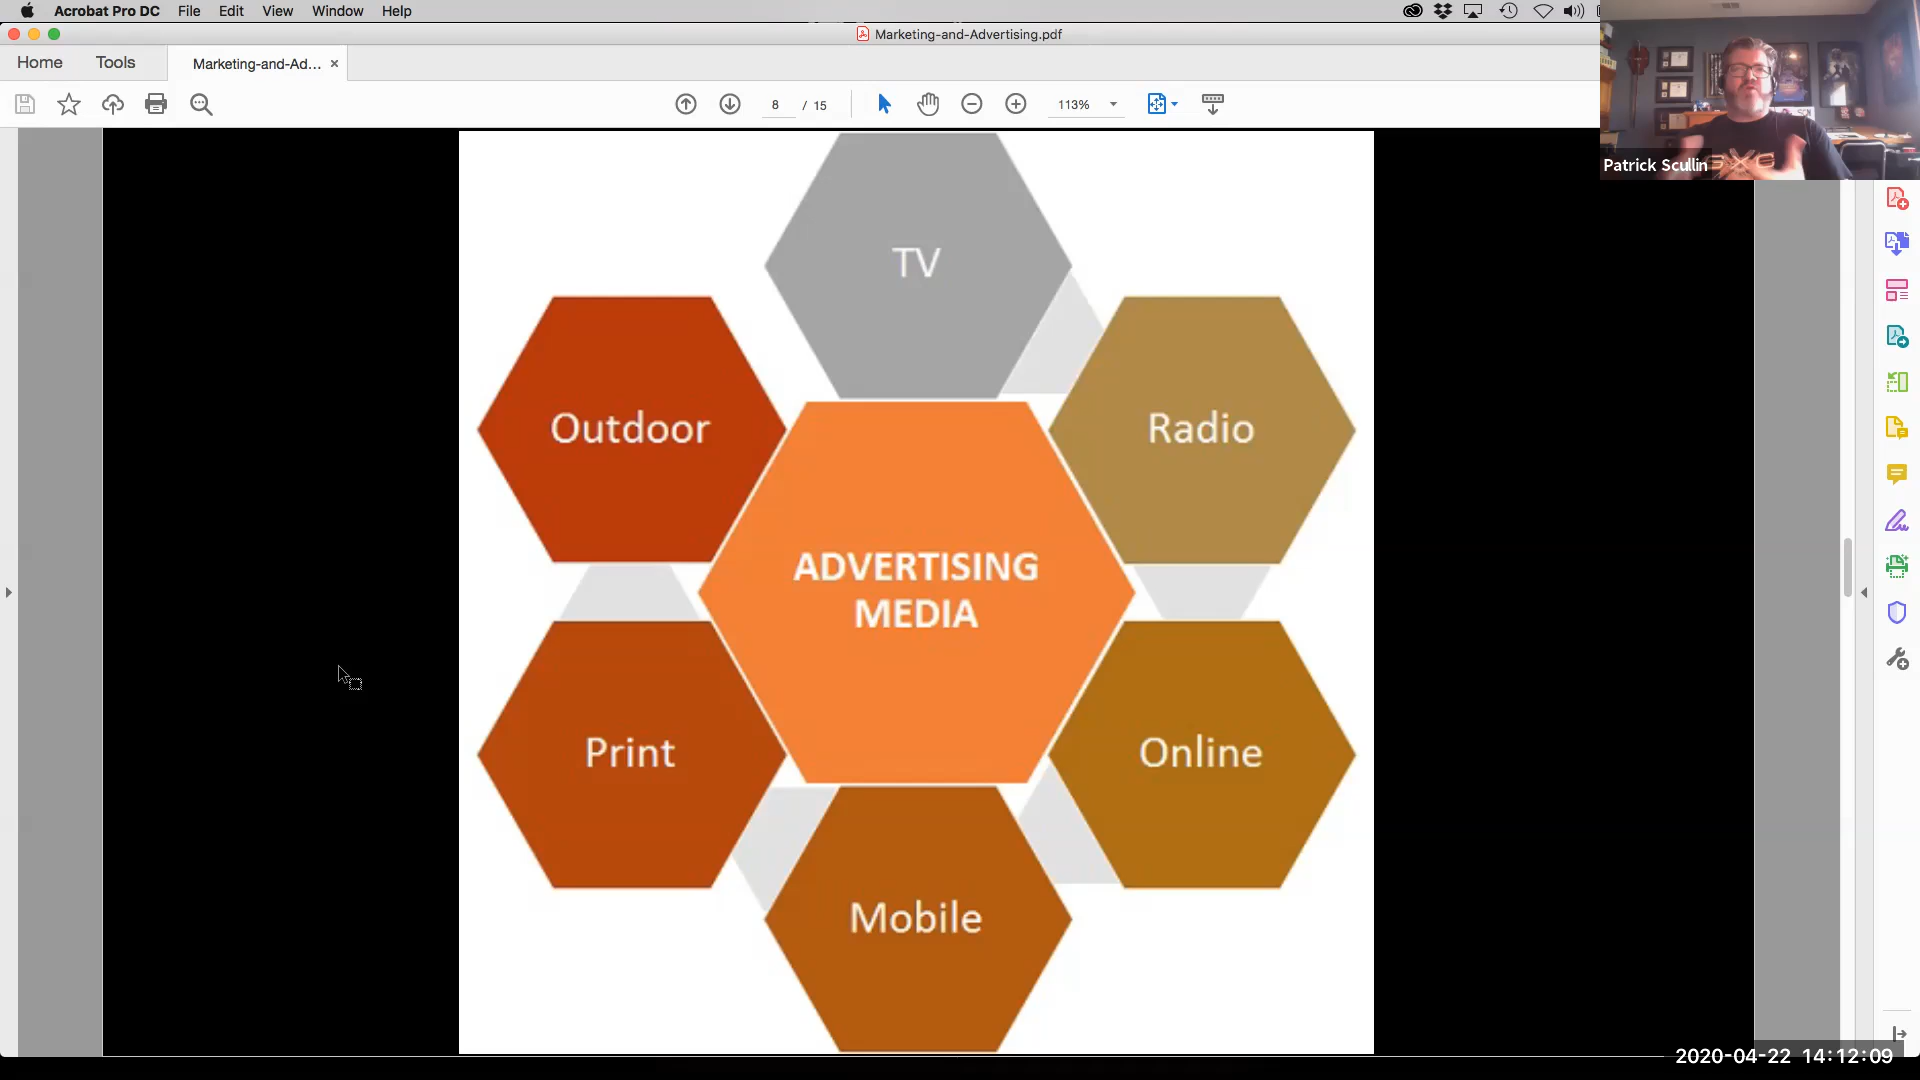 Acrobat Pro DC File Edit View Window Help
Marketing-and-Advertising.pdf
Home Tools Marketing-and-Ad... ×
8 / 15 113%
Patrick Scullin
TV
Outdoor
Radio
ADVERTISING
MEDIA
Print
Online
Mobile
2020-04-22 14:12:09